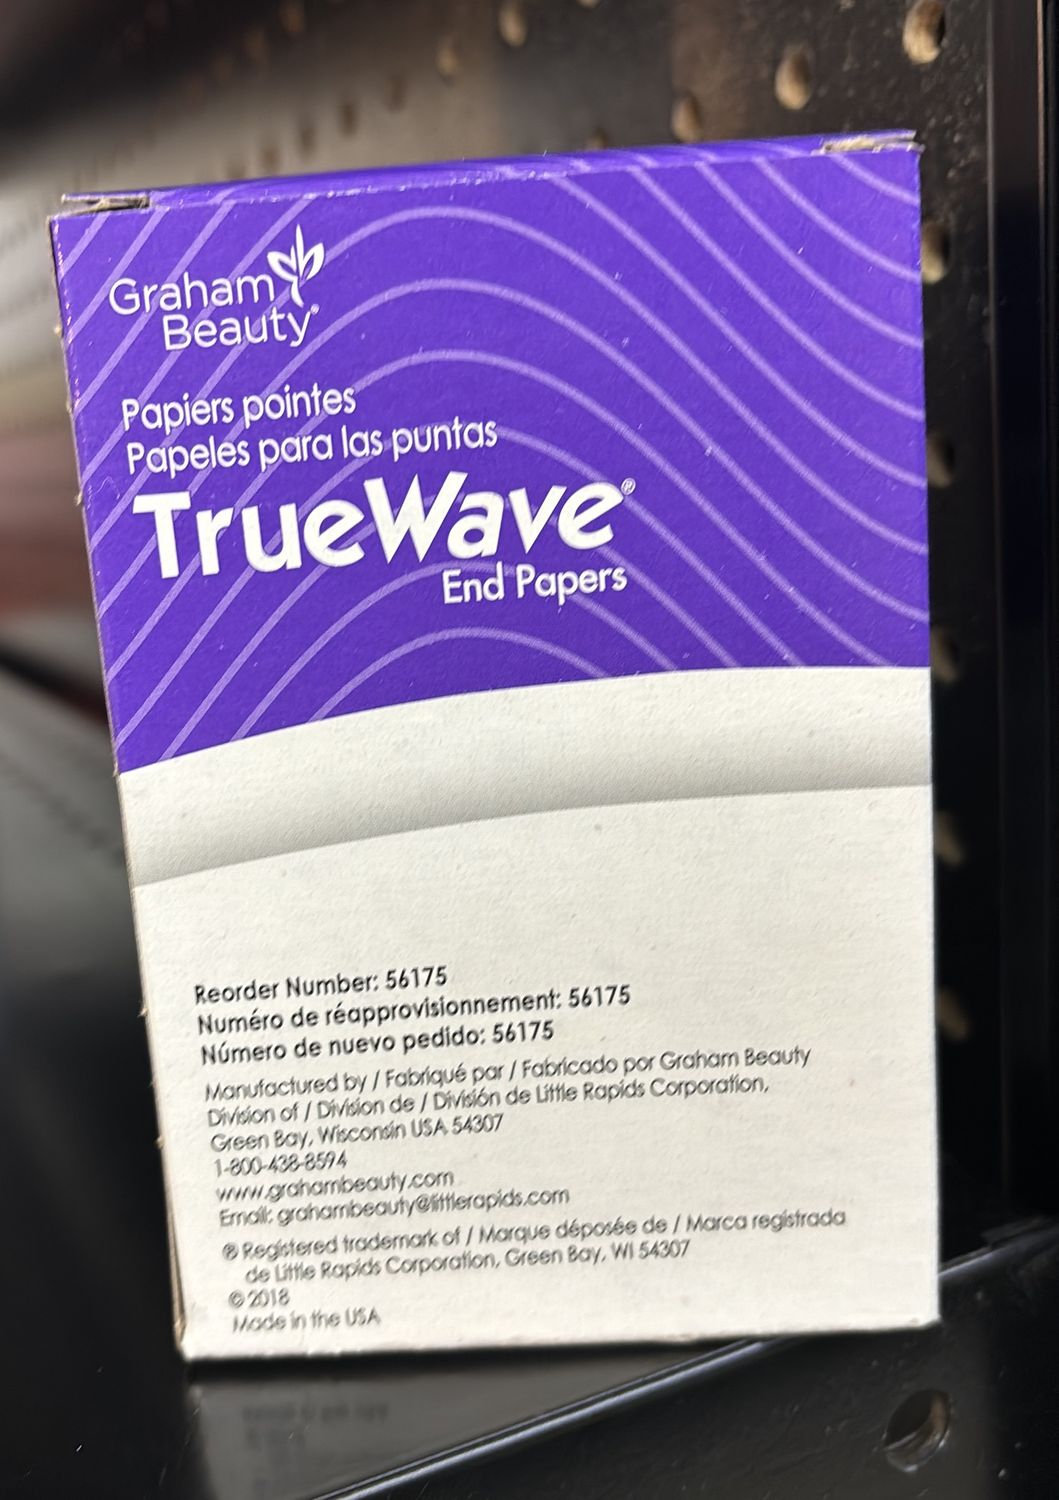 Graham
Beauty®
Papiers pointes
Papeles para las puntas
TrueWave®
End Papers
Reorder Number: 56175
Numéro de réapprovisionnement: 56175
Número de nuevo pedido: 56175
Manufactured by / Fabriqué par / Fabricado por Graham Beauty
Division of / Division de / División de Little Rapids Corporation,
Green Bay, Wisconsin USA 54307
1-800-438-8594
www.grahambeauty.com
Email: grahambeauty@littlerapids.com
® Registered trademark of / Marque déposée de / Marca registrada
de Little Rapids Corporation, Green Bay, WI 54307
© 2018
Made in the USA